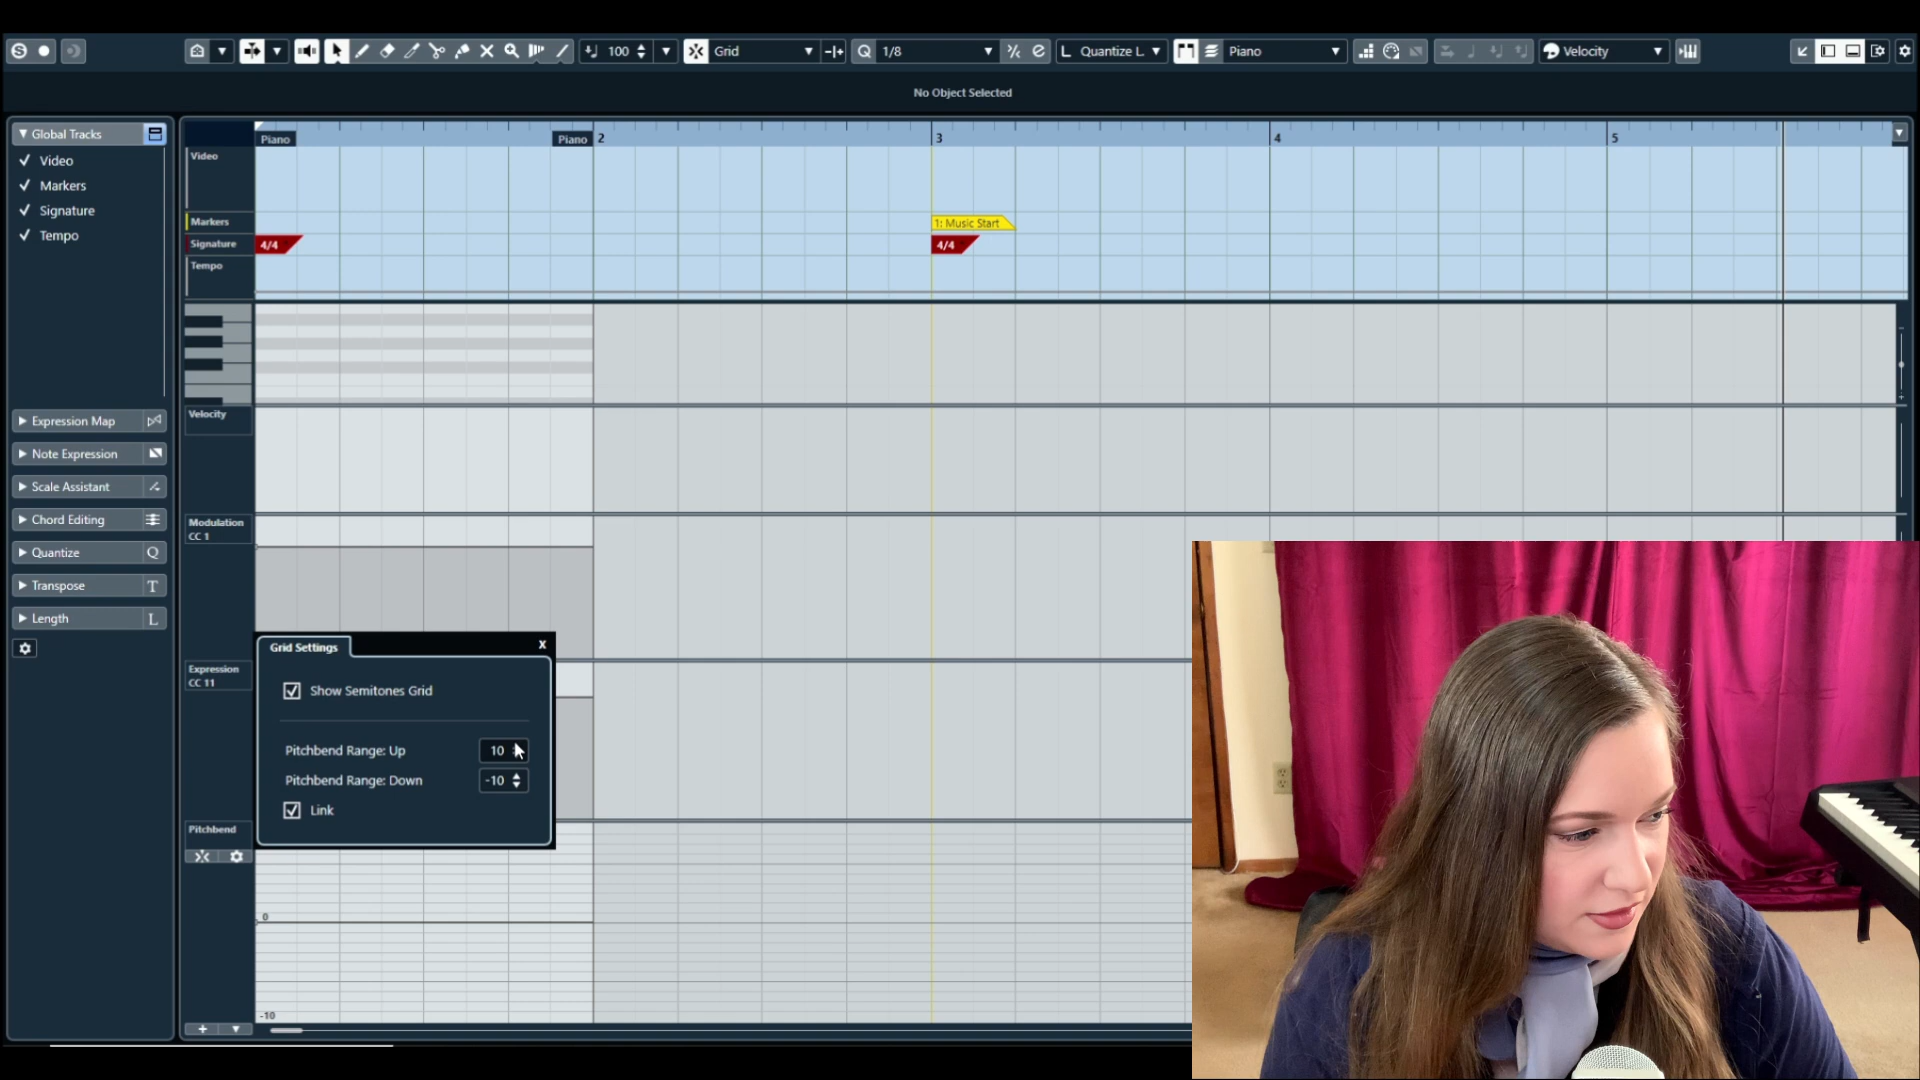 100
Grid
1/8
Quantize L.
Piano
Velocity
No Object Selected
Global Tracks
Video
Markers
Signature
Tempo
Expression Map
Note Expression
Scale Assistant
Chord Editing
Quantize Q
Transpose T
Length L
Piano
Piano
2
3
4
5
Video
Markers
1: Music Start
Signature
4/4
4/4
Tempo
Velocity
Modulation
CC 1
Expression
CC 11
Pitchbend
0
-10
Grid Settings X
Show Semitones Grid
Pitchbend Range: Up 10
Pitchbend Range: Down -10
Link